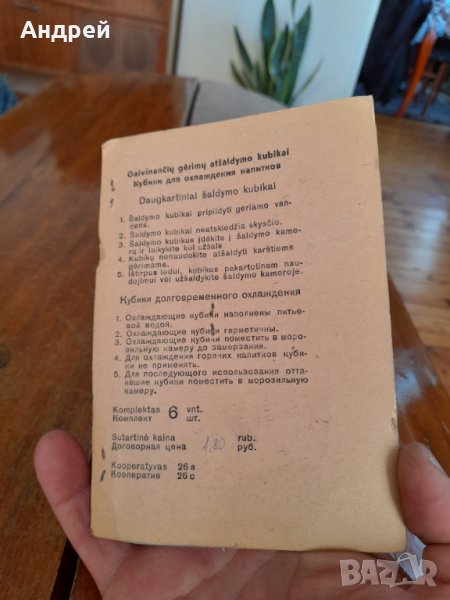 Андрей
Gaivinančių gėrimų atšaldymo kubikai
Кубики для охлаждения напитков
Daugkartiniai šaldymo kubikai
1. Šaldymo kubikai pripildyti geriamo van-
dens.
2. Šaldymo kubikai neatskiedžia skysčio.
3. Šaldymo kubikus įdėkite į šaldymo kame-
rą ir laikykite kol užšals.
4. Kubikų nenaudokite atšaldyti karštiems
gėrimams.
5. Ištirpus ledui, kubikus pakartotinam nau-
dojimui vėl užšaldykite šaldymo kameroje.
Кубики долговременного охлаждения
1. Охлаждающие кубики наполнены питье-
вой водой.
2. Охлаждающие кубики герметичны.
3. Охлаждающие кубики поместить в моро-
зильную камеру до замерзания.
4. Для охлаждения горячих напитков куби-
ки не применять.
5. Для последующего использования отта-
явшие кубики поместить в морозильную
камеру.
Komplektas 6 vnt.
Комплект шт.
Sutartinė kaina rub.
Договорная цена 1,80 руб.
Kooperatyvas 26 s
Кооператив 26 с
BAZAR